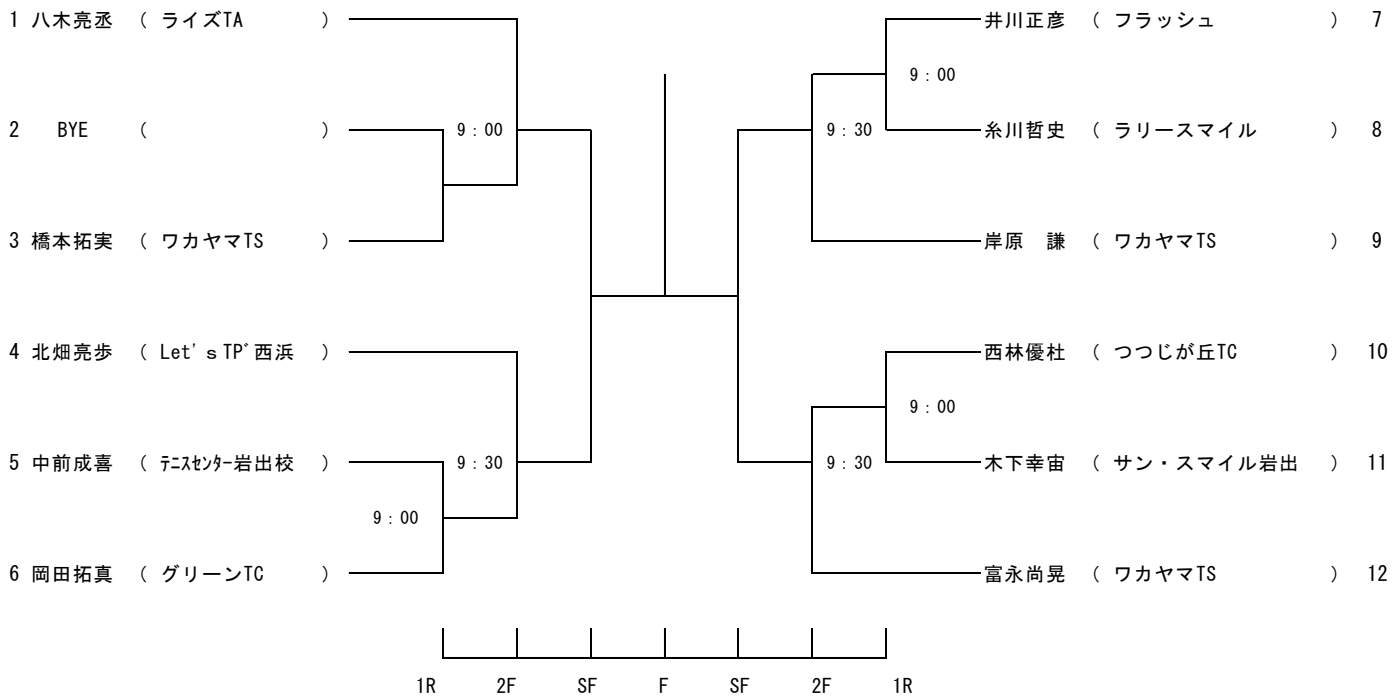 1 八木亮丞 ( ライズTA ) 井川正彦 ( フラッシュ ) 7
9：00
2 BYE ( ) 9：00 9：30 糸川哲史 ( ラリースマイル ) 8
3 橋本拓実 ( ワカヤマTS ) 岸原　謙 ( ワカヤマTS ) 9
4 北畑亮歩 ( Let'ｓTPﾞ西浜 ) 西林優杜 ( つつじが丘TC ) 10
9：00
5 中前成喜 ( ﾃﾆｽｾﾝﾀｰ岩出校 ) 9：30 9：30 木下幸宙 ( サン・スマイル岩出 ) 11
9：00
6 岡田拓真 ( グリーンTC ) 富永尚晃 ( ワカヤマTS ) 12
1R 2F SF F SF 2F 1R